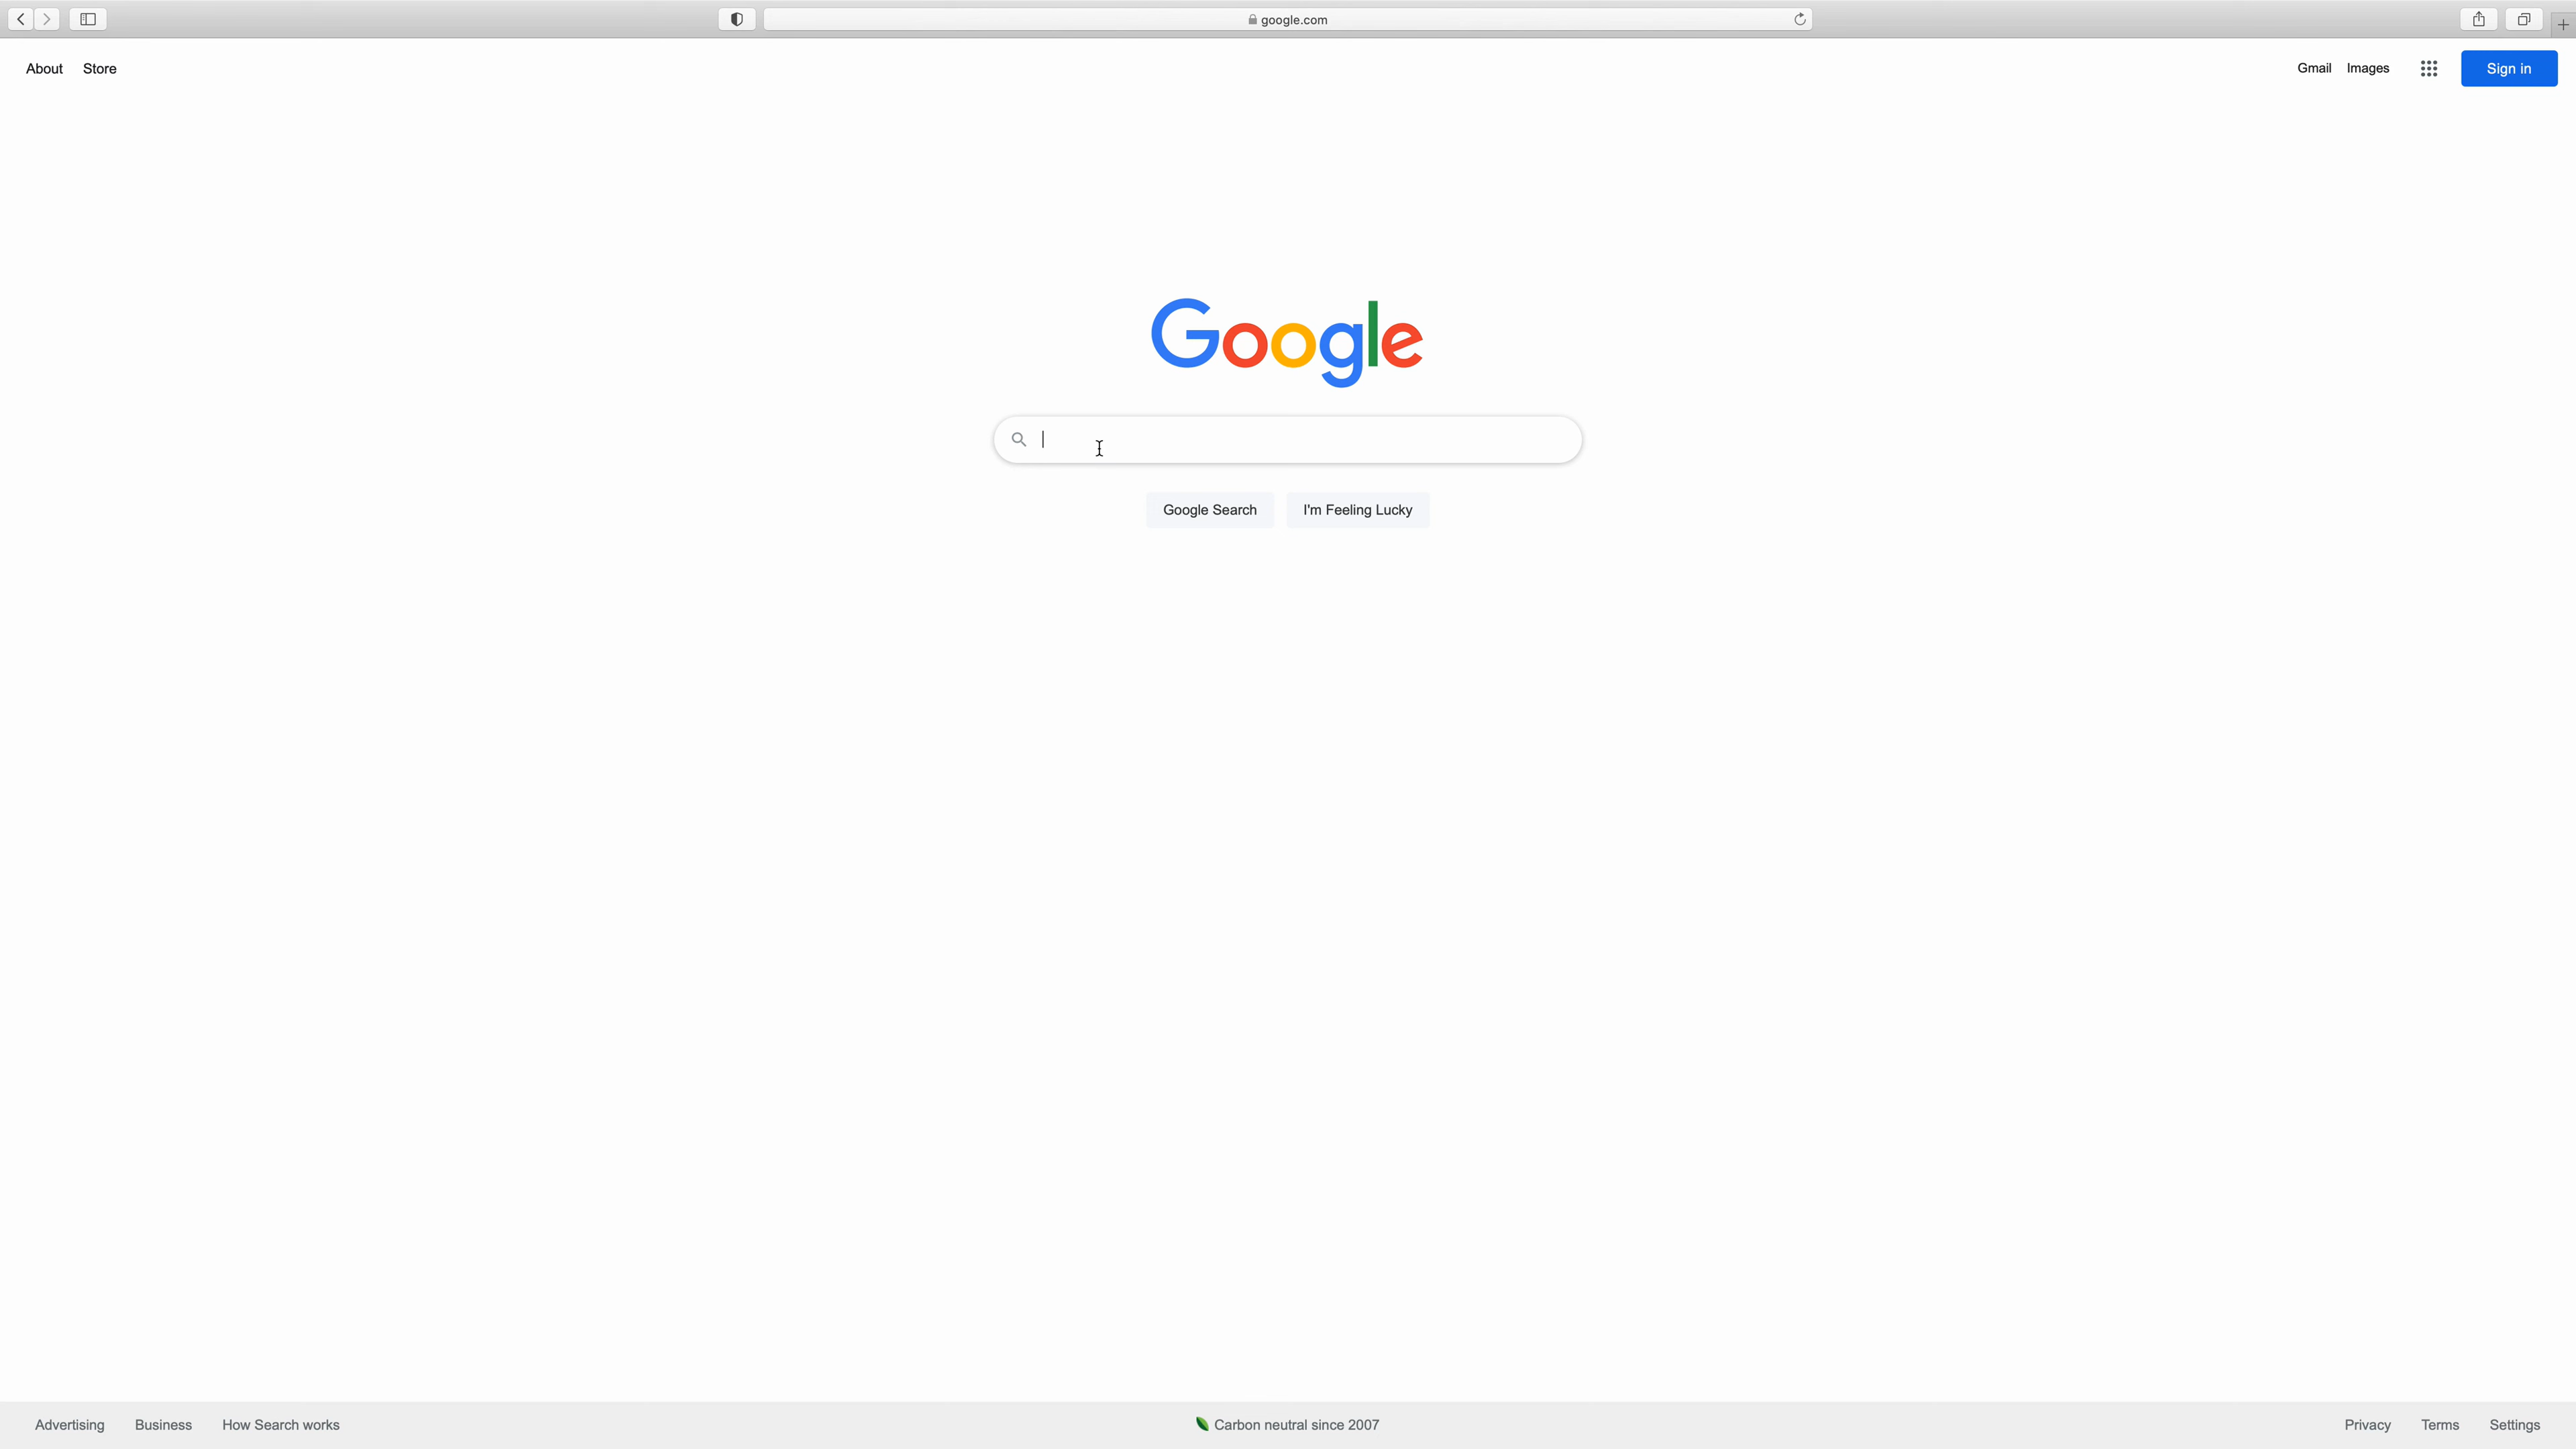 google.com
About Store
Gmail Images Sign in
Google
Google Search I'm Feeling Lucky
Advertising Business How Search works
Carbon neutral since 2007
Privacy Terms Settings